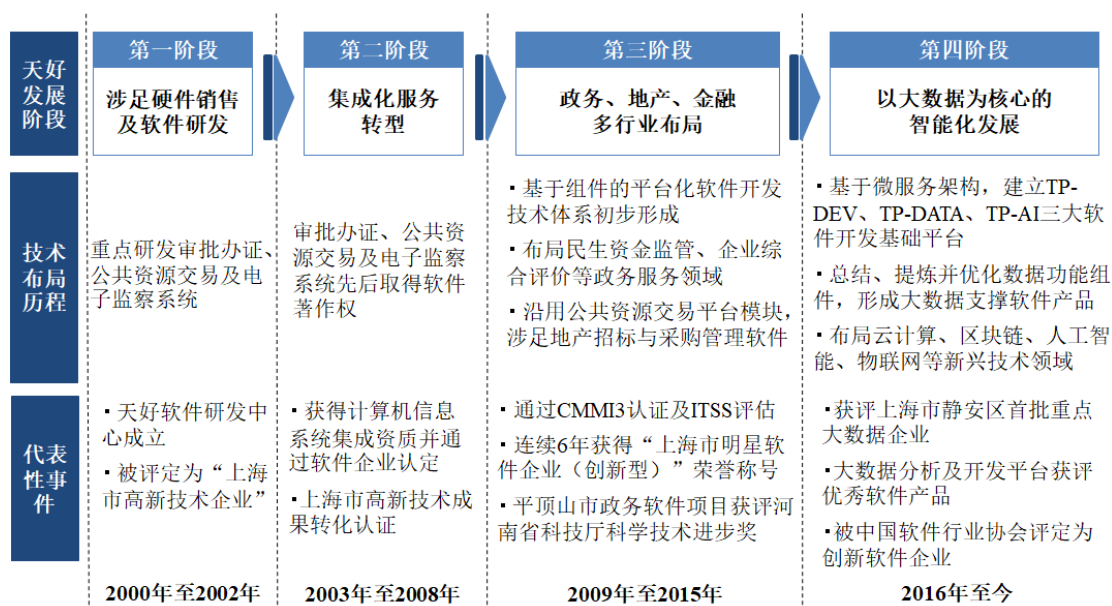 天好
发展
阶段
第一阶段
涉足硬件销售
及软件研发
第二阶段
集成化服务
转型
第三阶段
政务、地产、金融
多行业布局
第四阶段
以大数据为核心的
智能化发展
技术
布局
历程
重点研发审批办证、
公共资源交易及电
子监察系统
审批办证、公共资
源交易及电子监察
系统先后取得软件
著作权
▪基于组件的平台化软件开发
技术体系初步形成
▪布局民生资金监管、企业综
合评价等政务服务领域
▪沿用公共资源交易平台模块，
涉足地产招标与采购管理软件
▪基于微服务架构，建立TP-
DEV、TP-DATA、TP-AI三大软
件开发基础平台
▪总结、提炼并优化数据功能
组件，形成大数据支撑软件产品
▪布局云计算、区块链、人工智
能、物联网等新兴技术领域
代表
性事
件
▪天好软件研发中
心成立
▪被评定为“上海
市高新技术企业”
▪获得计算机信息
系统集成资质并通
过软件企业认定
▪上海市高新技术成
果转化认证
▪通过CMMI3认证及ITSS评估
▪连续6年获得“上海市明星
软件企业（创新型）”荣誉称号
▪平顶山市政务软件项目获评河
南省科技厅科学技术进步奖
▪获评上海市静安区首批重点
大数据企业
▪大数据分析及开发平台获评
优秀软件产品
▪被中国软件行业协会评定为
创新软件企业
2000年至2002年
2003年至2008年
2009年至2015年
2016年至今